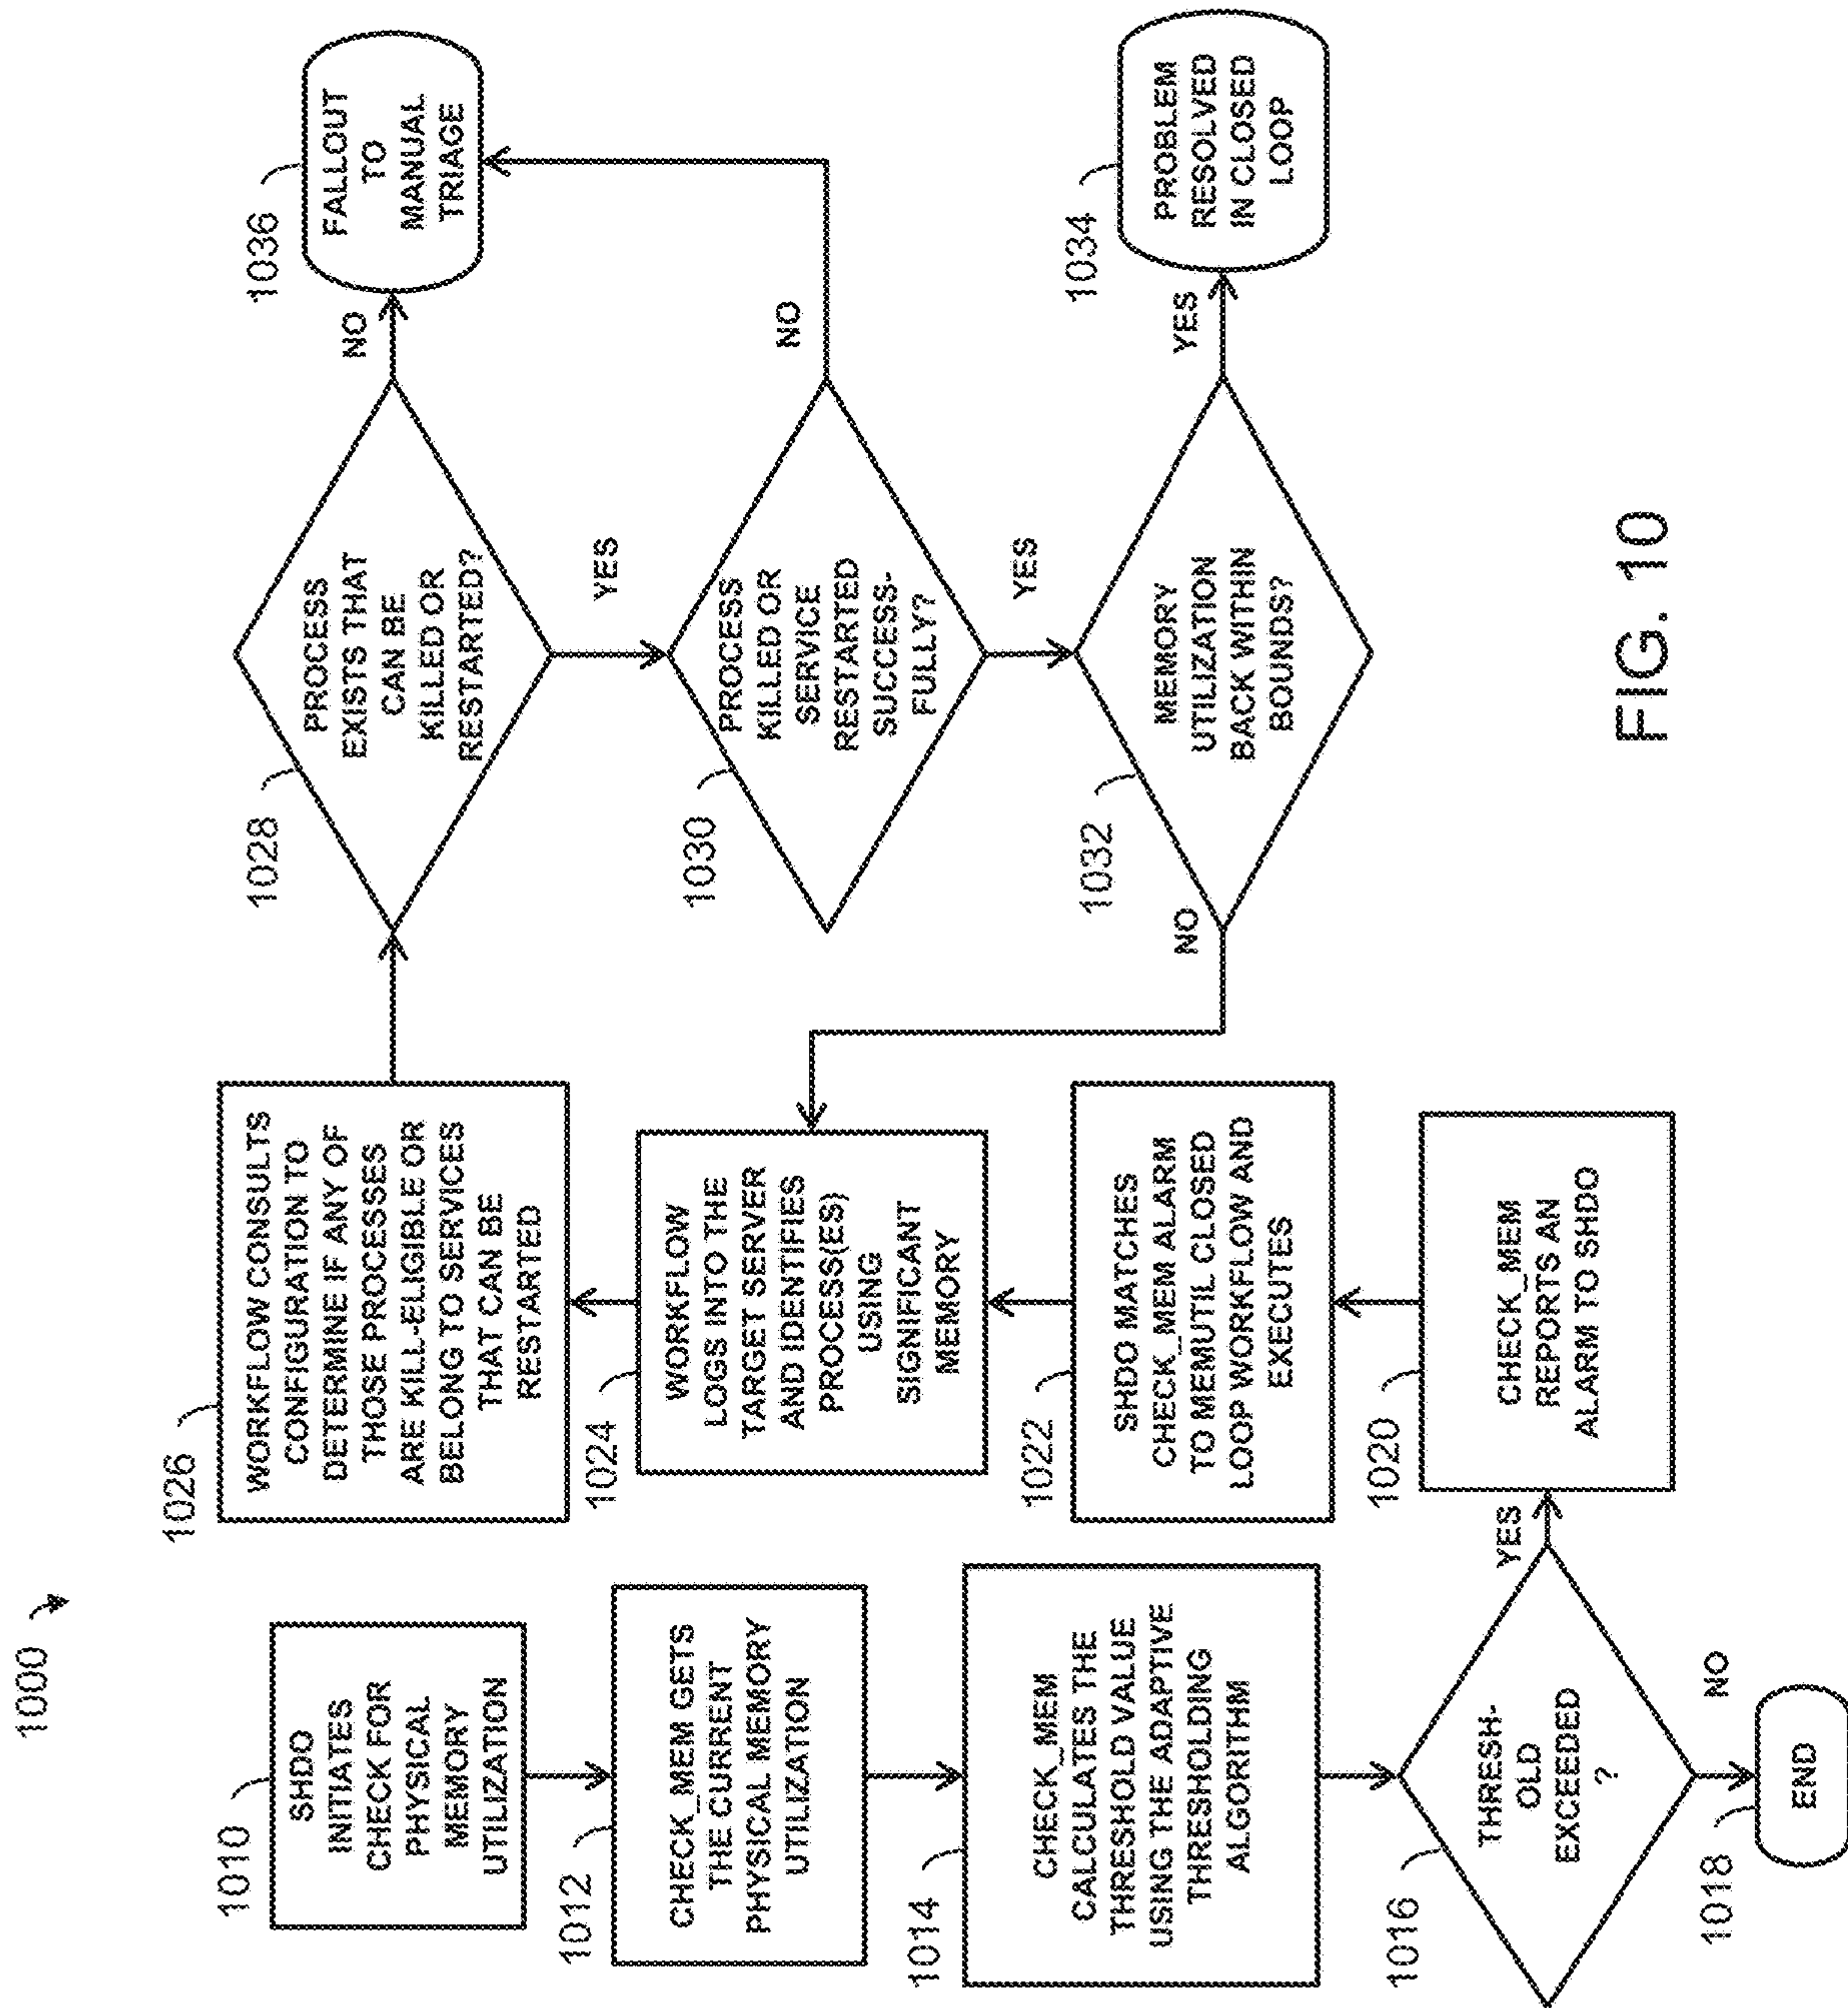 1000
1010
SHDO
INITIATES
CHECK FOR
PHYSICAL
MEMORY
UTILIZATION
1012
CHECK_MEM GETS
THE CURRENT
PHYSICAL MEMORY
UTILIZATION
1014
CHECK_MEM
CALCULATES THE
THRESHOLD VALUE
USING THE ADAPTIVE
THRESHOLDING
ALGORITHM
1016
THRESH-
OLD
EXCEEDED
?
NO
1018
END
YES
1020
CHECK_MEM
REPORTS AN
ALARM TO SHDO
1022
SHDO MATCHES
CHECK_MEM ALARM
TO MEMUTIL CLOSED
LOOP WORKFLOW AND
EXECUTES
1024
WORKFLOW
LOGS INTO THE
TARGET SERVER
AND IDENTIFIES
PROCESS(ES)
USING
SIGNIFICANT
MEMORY
1026
WORKFLOW CONSULTS
CONFIGURATION TO
DETERMINE IF ANY OF
THOSE PROCESSES
ARE KILL-ELIGIBLE OR
BELONG TO SERVICES
THAT CAN BE
RESTARTED
1028
PROCESS
EXISTS THAT
CAN BE
KILLED OR
RESTARTED?
NO
1036
FALLOUT
TO
MANUAL
TRIAGE
YES
1030
PROCESS
KILLED OR
SERVICE
RESTARTED
SUCCESS-
FULLY?
NO
YES
1032
MEMORY
UTILIZATION
BACK WITHIN
BOUNDS?
NO
YES
1034
PROBLEM
RESOLVED
IN CLOSED
LOOP
FIG. 10